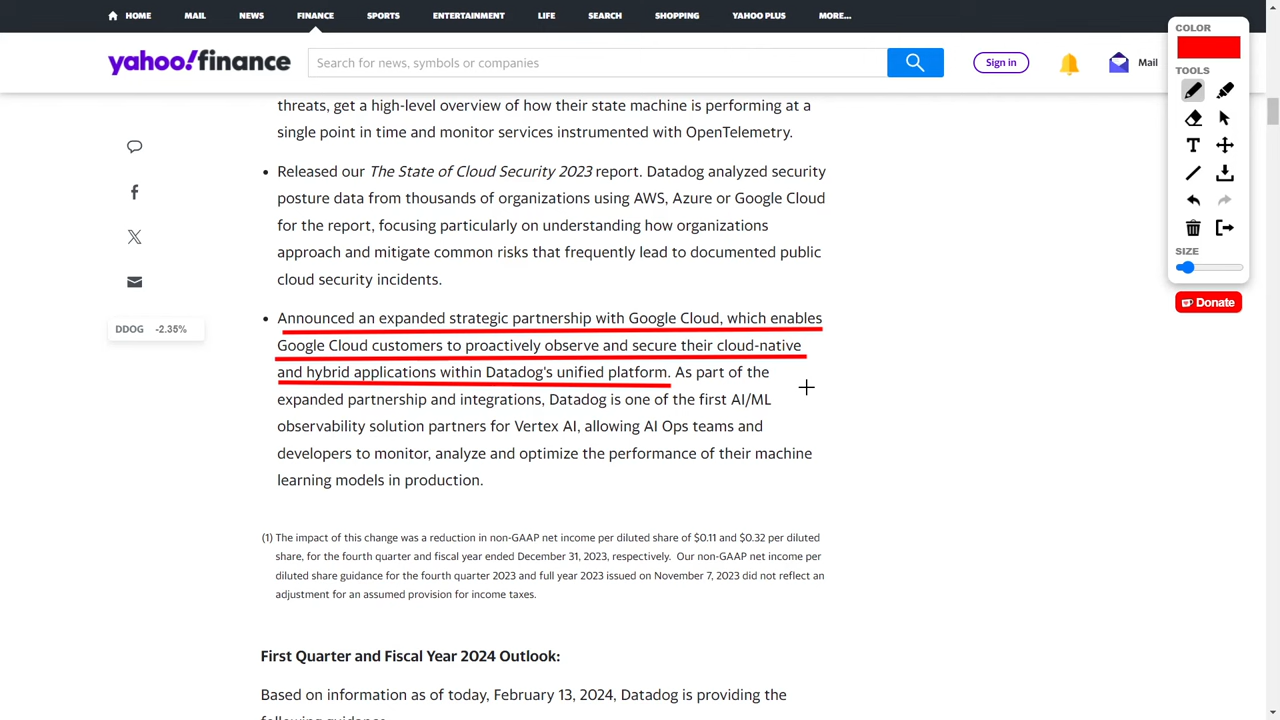 HOME MAIL NEWS FINANCE SPORTS ENTERTAINMENT LIFE SEARCH SHOPPING YAHOO PLUS MORE...
yahoo!finance Search for news, symbols or companies Sign in Mail
COLOR
TOOLS
T
SIZE
Donate
threats, get a high-level overview of how their state machine is performing at a
single point in time and monitor services instrumented with OpenTelemetry.
• Released our The State of Cloud Security 2023 report. Datadog analyzed security
posture data from thousands of organizations using AWS, Azure or Google Cloud
for the report, focusing particularly on understanding how organizations
approach and mitigate common risks that frequently lead to documented public
cloud security incidents.
DDOG -2.35%
• Announced an expanded strategic partnership with Google Cloud, which enables
Google Cloud customers to proactively observe and secure their cloud-native
and hybrid applications within Datadog's unified platform. As part of the
expanded partnership and integrations, Datadog is one of the first AI/ML
observability solution partners for Vertex AI, allowing AI Ops teams and
developers to monitor, analyze and optimize the performance of their machine
learning models in production.
(1) The impact of this change was a reduction in non-GAAP net income per diluted share of $0.11 and $0.32 per diluted
share, for the fourth quarter and fiscal year ended December 31, 2023, respectively. Our non-GAAP net income per
diluted share guidance for the fourth quarter 2023 and full year 2023 issued on November 7, 2023 did not reflect an
adjustment for an assumed provision for income taxes.
First Quarter and Fiscal Year 2024 Outlook:
Based on information as of today, February 13, 2024, Datadog is providing the
following guidance